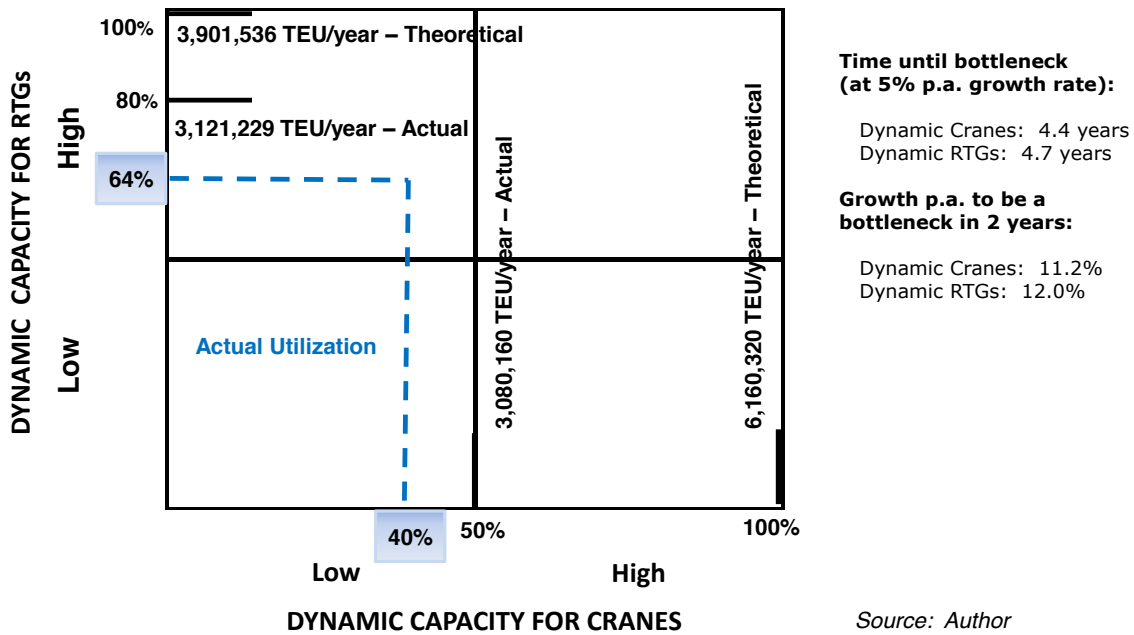 DYNAMIC CAPACITY FOR RTGs
High
Low
100%
3,901,536 TEU/year – Theoretical
80%
3,121,229 TEU/year – Actual
64%
Actual Utilization
3,080,160 TEU/year – Actual
6,160,320 TEU/year – Theoretical
40%
50%
100%
Low
High
DYNAMIC CAPACITY FOR CRANES
Time until bottleneck
(at 5% p.a. growth rate):
Dynamic Cranes: 4.4 years
Dynamic RTGs: 4.7 years
Growth p.a. to be a
bottleneck in 2 years:
Dynamic Cranes: 11.2%
Dynamic RTGs: 12.0%
Source: Author